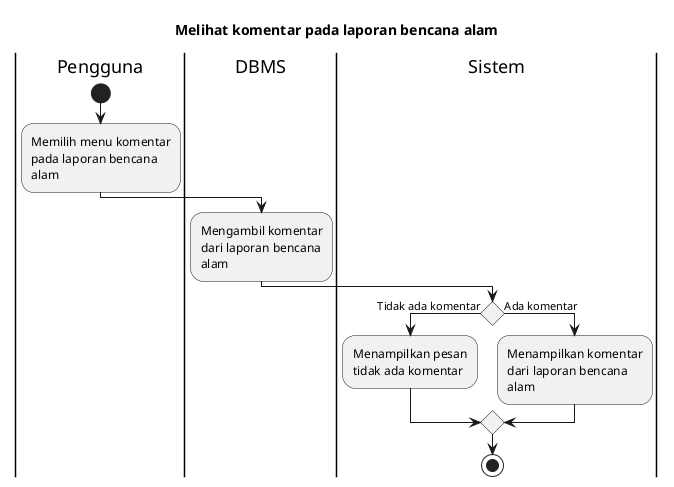 Melihat komentar pada laporan bencana alam
Pengguna
DBMS
Sistem
Memilih menu komentar
pada laporan bencana
alam
Mengambil komentar
dari laporan bencana
alam
Tidak ada komentar
Ada komentar
Menampilkan pesan
tidak ada komentar
Menampilkan komentar
dari laporan bencana
alam